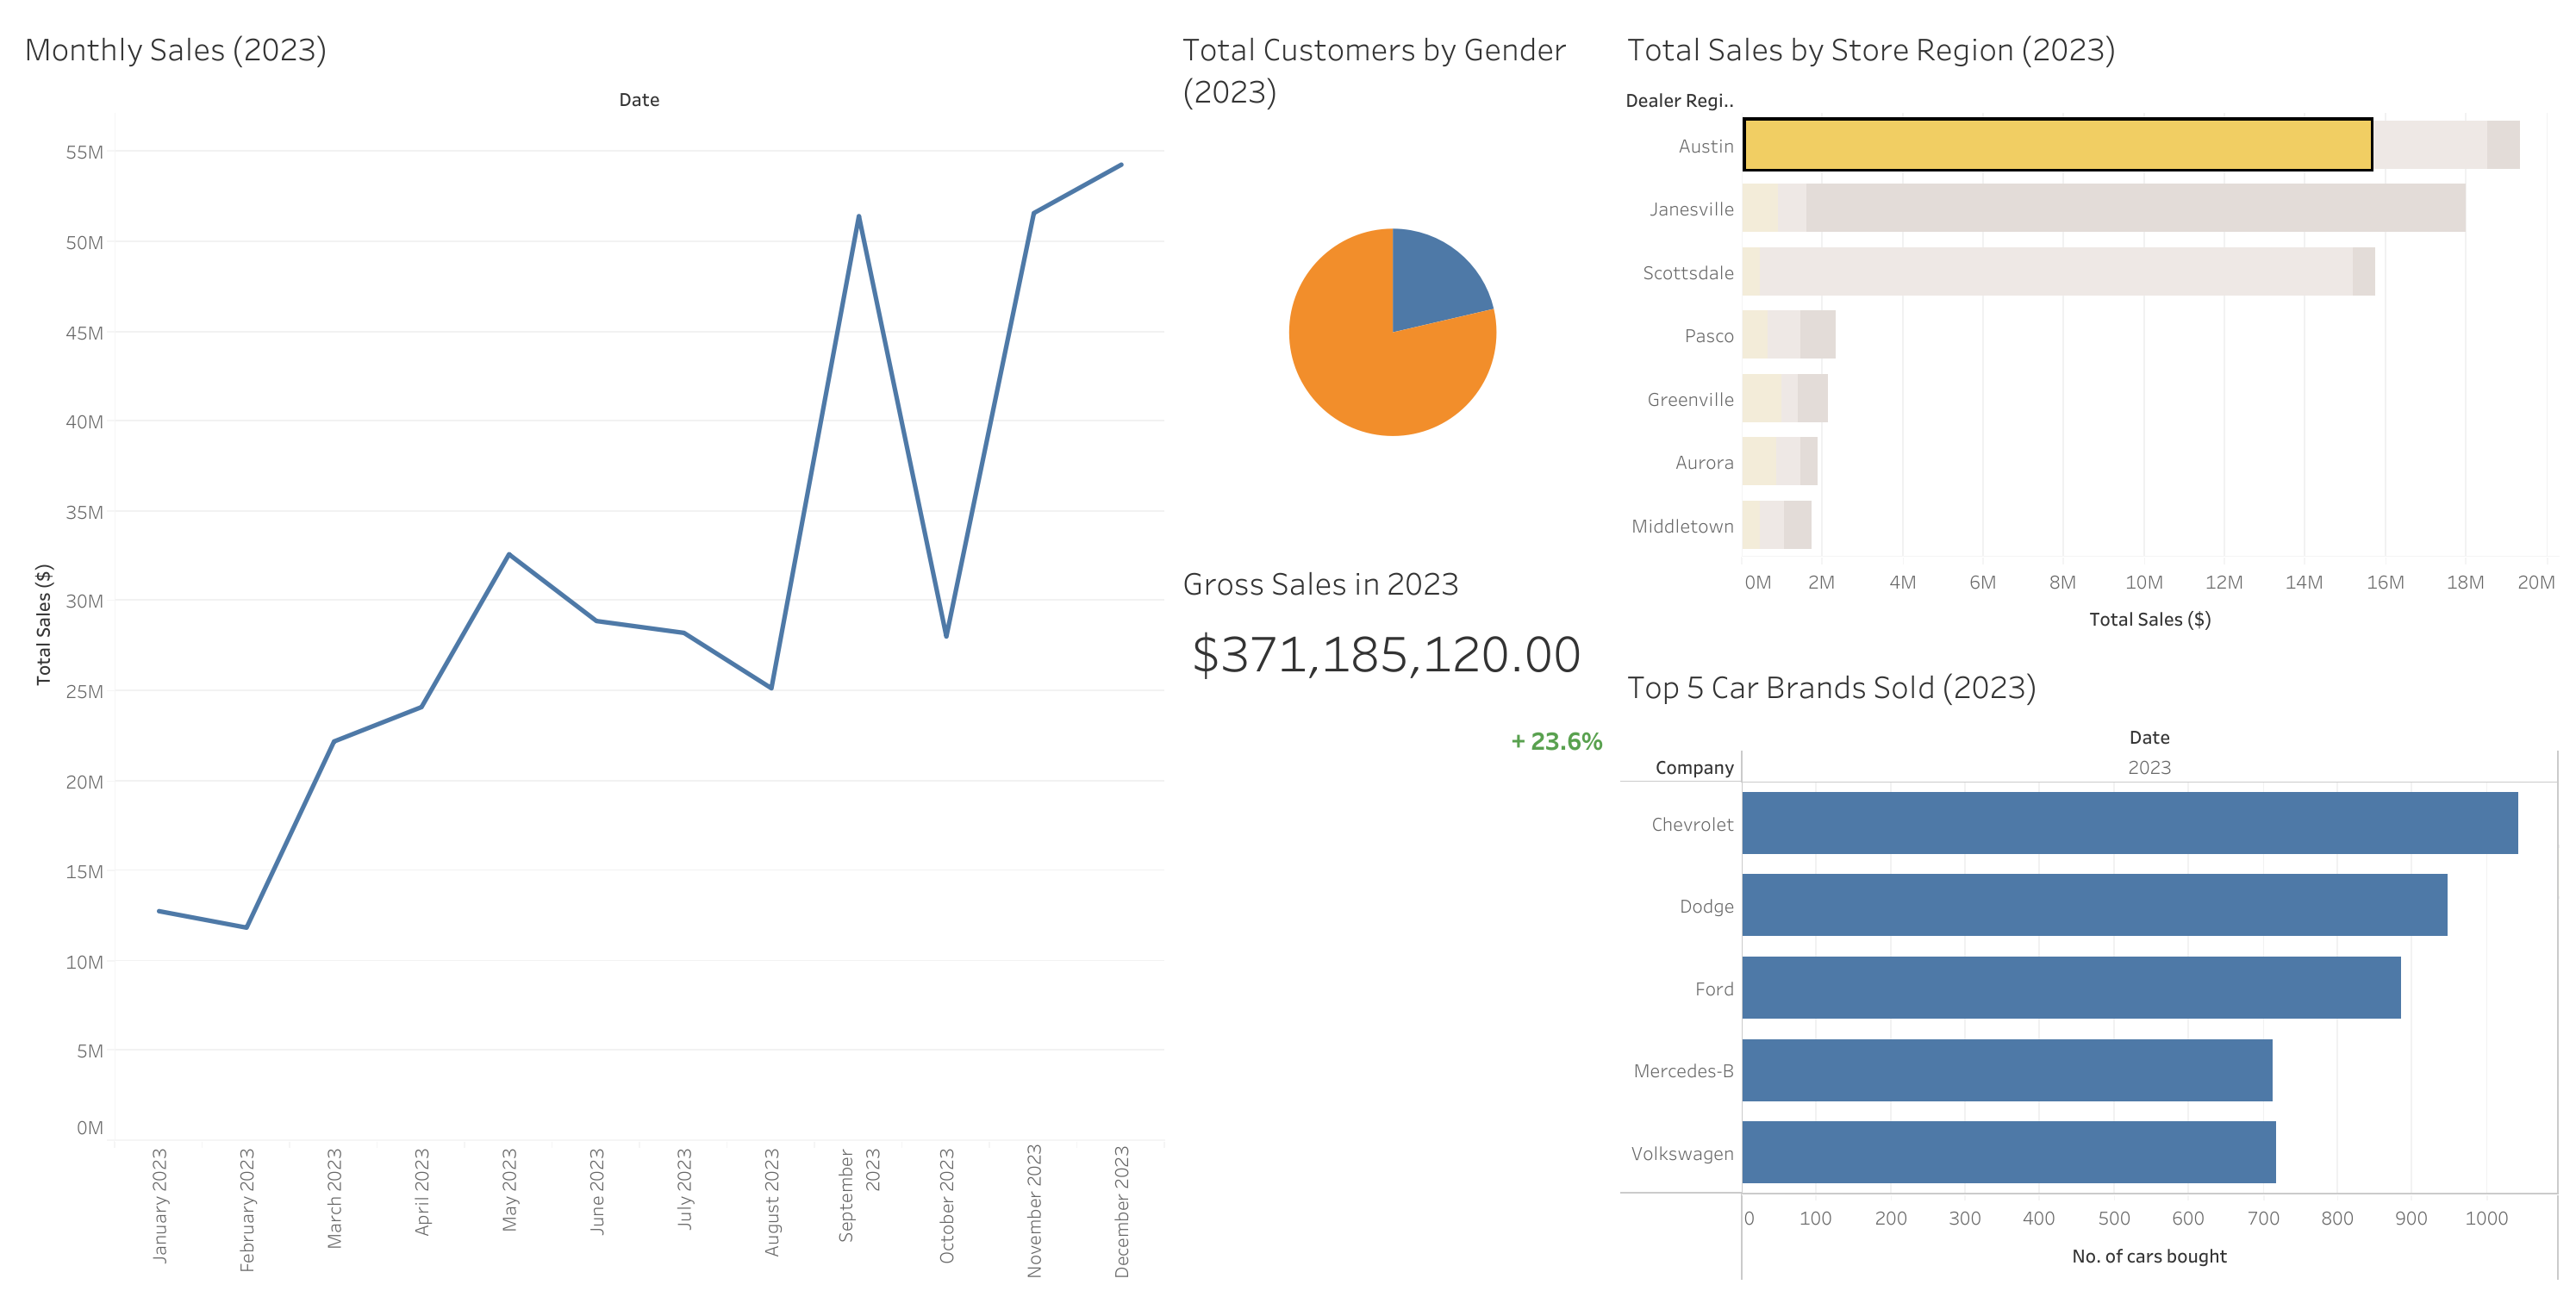 Monthly Sales (2023)
Date
Total Sales ($)
55M
50M
45M
40M
35M
30M
25M
20M
15M
10M
5M
0M
January 2023
February 2023
March 2023
April 2023
May 2023
June 2023
July 2023
August 2023
September
2023
October 2023
November 2023
December 2023
Total Customers by Gender
(2023)
Gross Sales in 2023
$371,185,120.00
+ 23.6%
Total Sales by Store Region (2023)
Dealer Regi..
Austin
Janesville
Scottsdale
Pasco
Greenville
Aurora
Middletown
0M 2M 4M 6M 8M 10M 12M 14M 16M 18M 20M
Total Sales ($)
Top 5 Car Brands Sold (2023)
Date
Company 2023
Chevrolet
Dodge
Ford
Mercedes-B
Volkswagen
0 100 200 300 400 500 600 700 800 900 1000
No. of cars bought